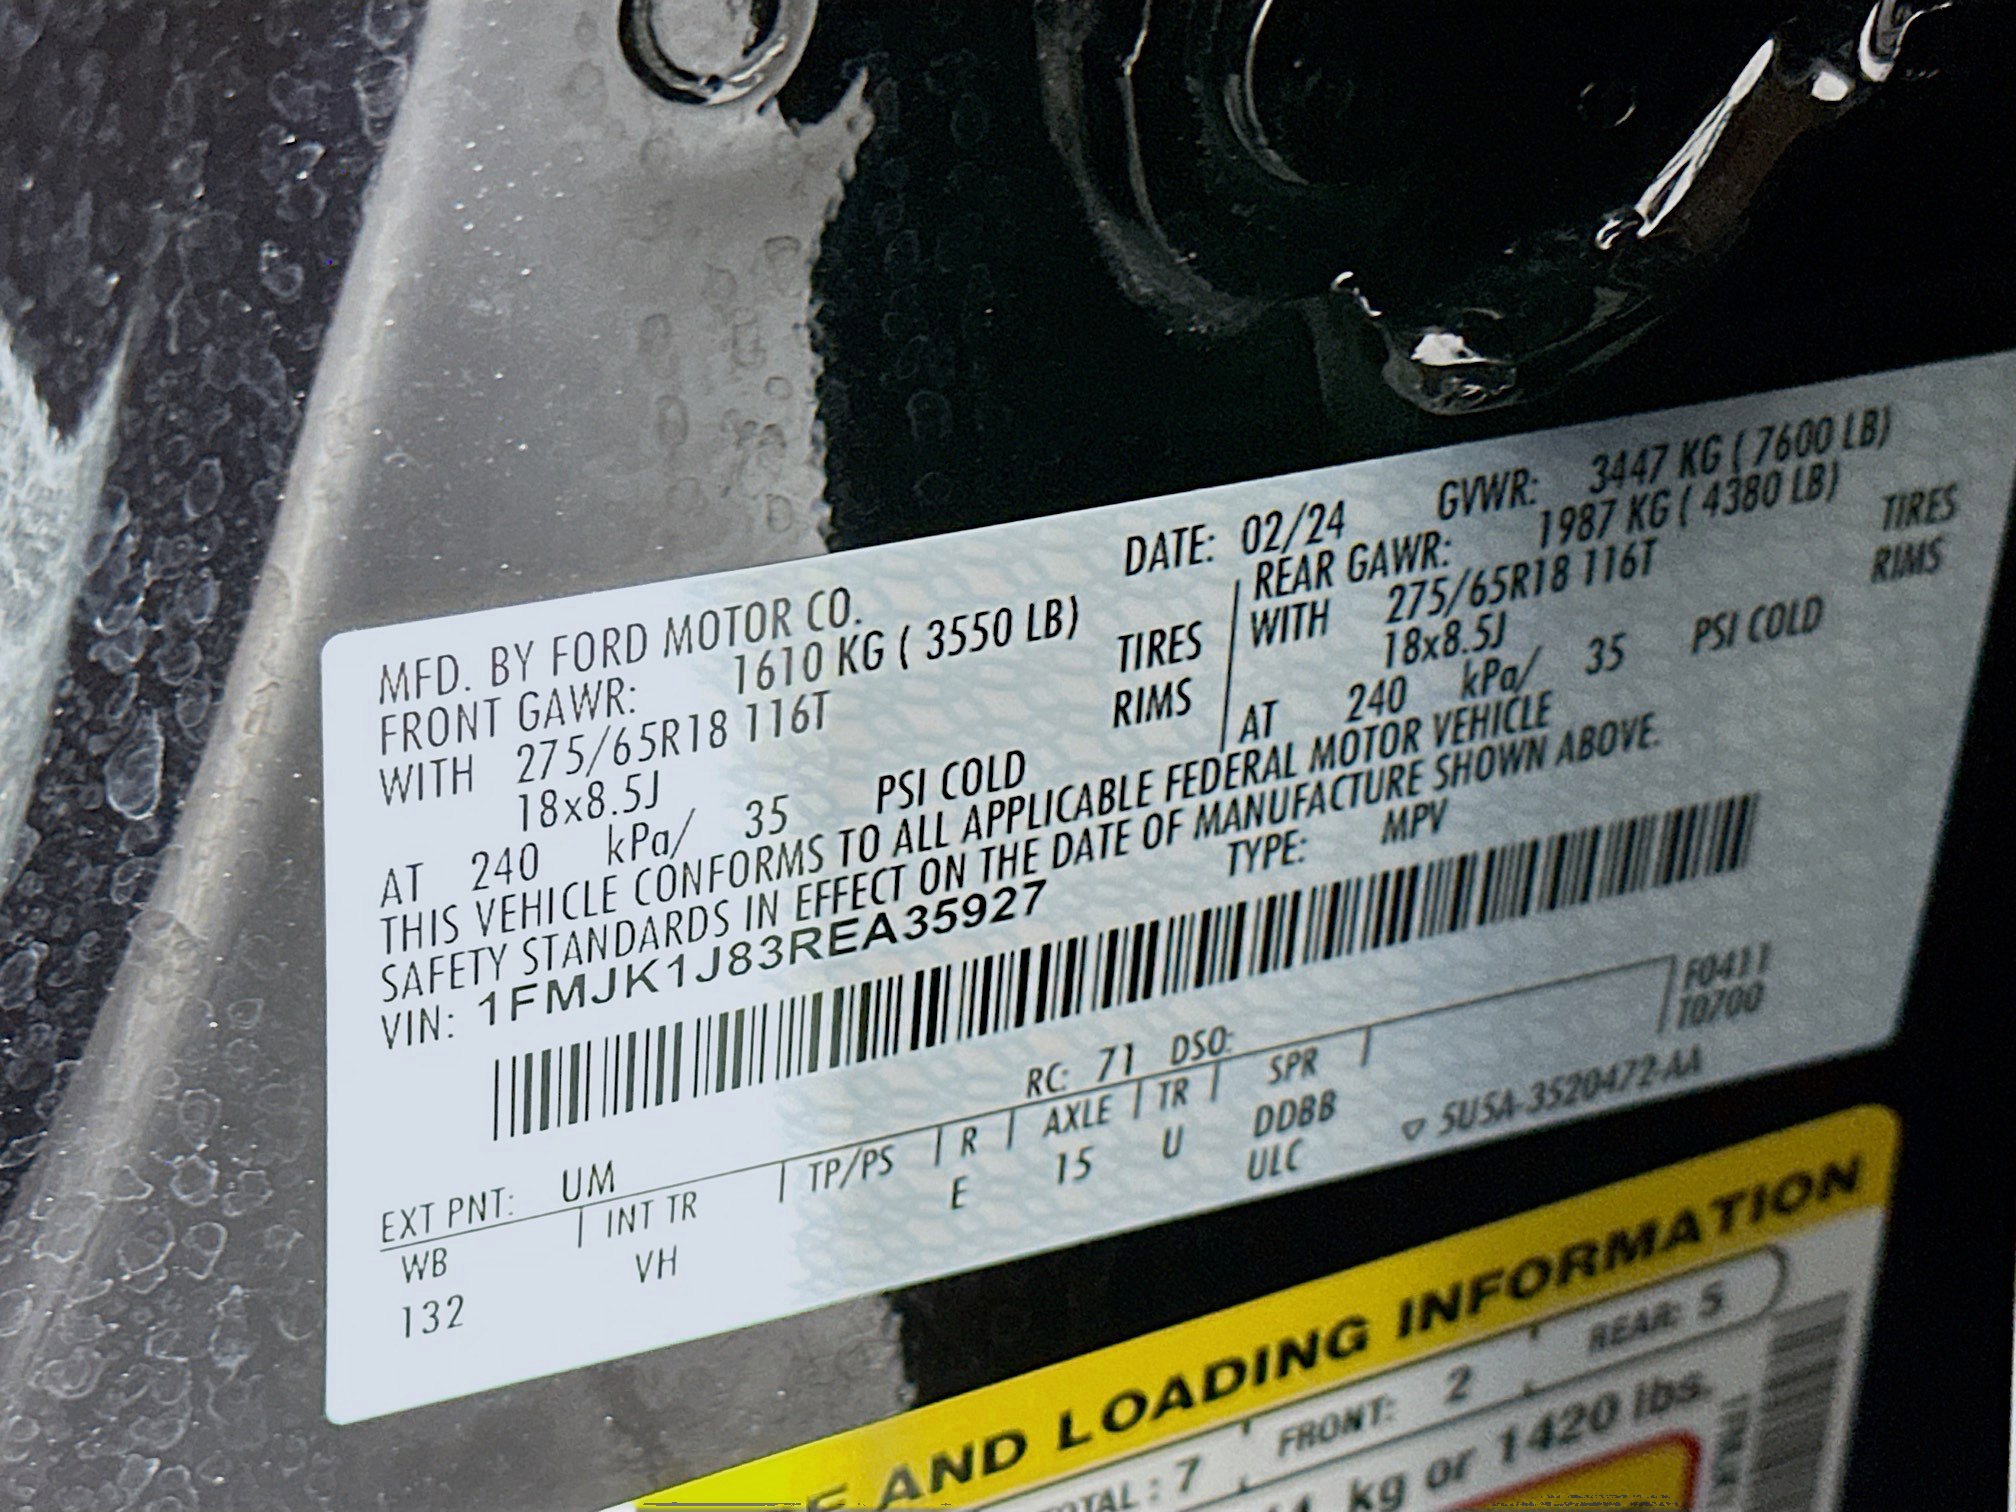 MFD. BY FORD MOTOR CO. DATE: 02/24 GVWR: 3447 KG ( 7600 LB)
FRONT GAWR: 1610 KG ( 3550 LB) REAR GAWR: 1987 KG ( 4380 LB)
WITH 275/65R18 116T TIRES WITH 275/65R18 116T TIRES
18x8.5J RIMS 18x8.5J RIMS
AT 240 kPa/ 35 PSI COLD AT 240 kPa/ 35 PSI COLD
THIS VEHICLE CONFORMS TO ALL APPLICABLE FEDERAL MOTOR VEHICLE
SAFETY STANDARDS IN EFFECT ON THE DATE OF MANUFACTURE SHOWN ABOVE.
VIN: 1FMJK1J83REA35927 TYPE: MPV
F0411
T0700
EXT PNT: UM RC: 71 DSO:
WB INT TR TP/PS R AXLE TR SPR
132 VH E 15 U DDBB
ULC
5U5A-3520472-AA
AND LOADING INFORMATION
TOTAL : 7 FRONT: 2 REAR: 5
kg or 1420 lbs.